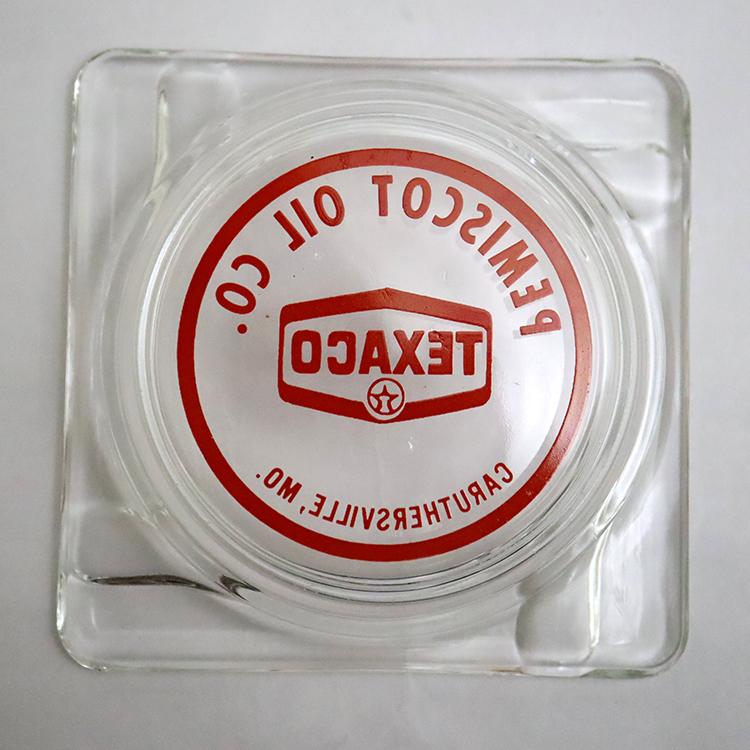 PEMISCOT OIL CO.
TEXACO
CARUTHERSVILLE, MO.